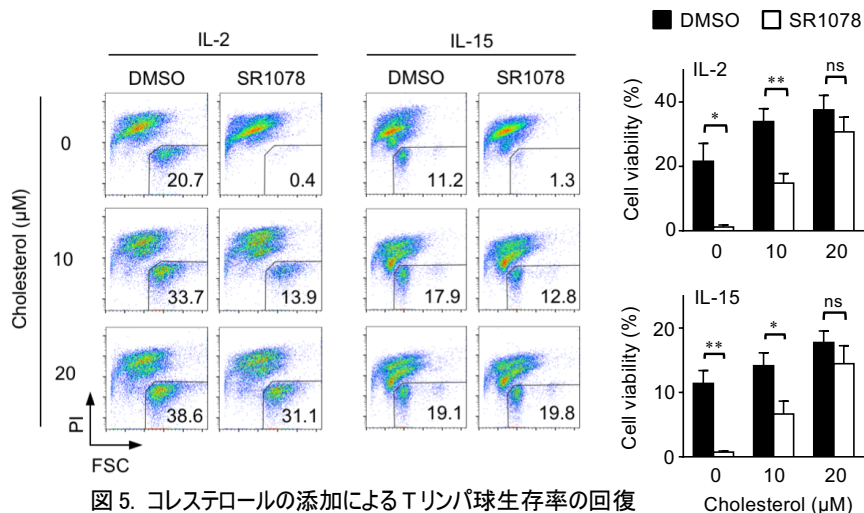 IL-2
IL-15
DMSO SR1078
DMSO SR1078
Cholesterol (μM)
0
20.7
0.4
11.2
1.3
10
33.7
13.9
17.9
12.8
20
38.6
31.1
19.1
19.8
PI
FSC
DMSO SR1078
IL-2
Cell viability (%)
40
20
0
*
**
ns
0 10 20
IL-15
Cell viability (%)
20
10
0
**
*
ns
0 10 20
Cholesterol (μM)
図 5. コレステロールの添加による T リンパ球生存率の回復